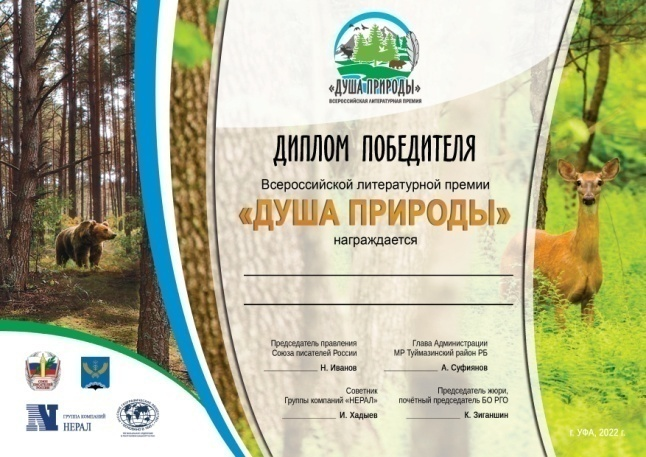 «ДУША ПРИРОДЫ»
ВСЕРОССИЙСКАЯ ЛИТЕРАТУРНАЯ ПРЕМИЯ
ДИПЛОМ ПОБЕДИТЕЛЯ
Всероссийской литературной премии
«ДУША ПРИРОДЫ»
награждается
Председатель правления
Союза писателей России
Н. Иванов
Глава Администрации
МР Туймазинский район РБ
А. Суфиянов
Советник
Группы компаний «НЕРАЛ»
И. Хадыев
Председатель жюри,
почётный председатель БО РГО
К. Зиганшин
ГРУППА КОМПАНИЙ
НЕРАЛ
г. УФА, 2022 г.